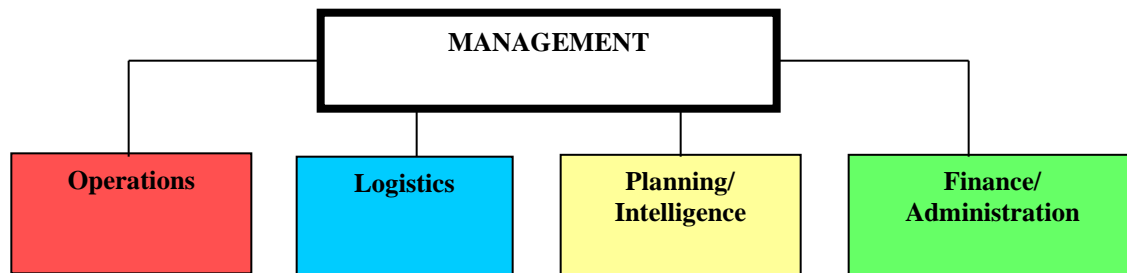 MANAGEMENT
Operations
Logistics
Planning/
Intelligence
Finance/
Administration